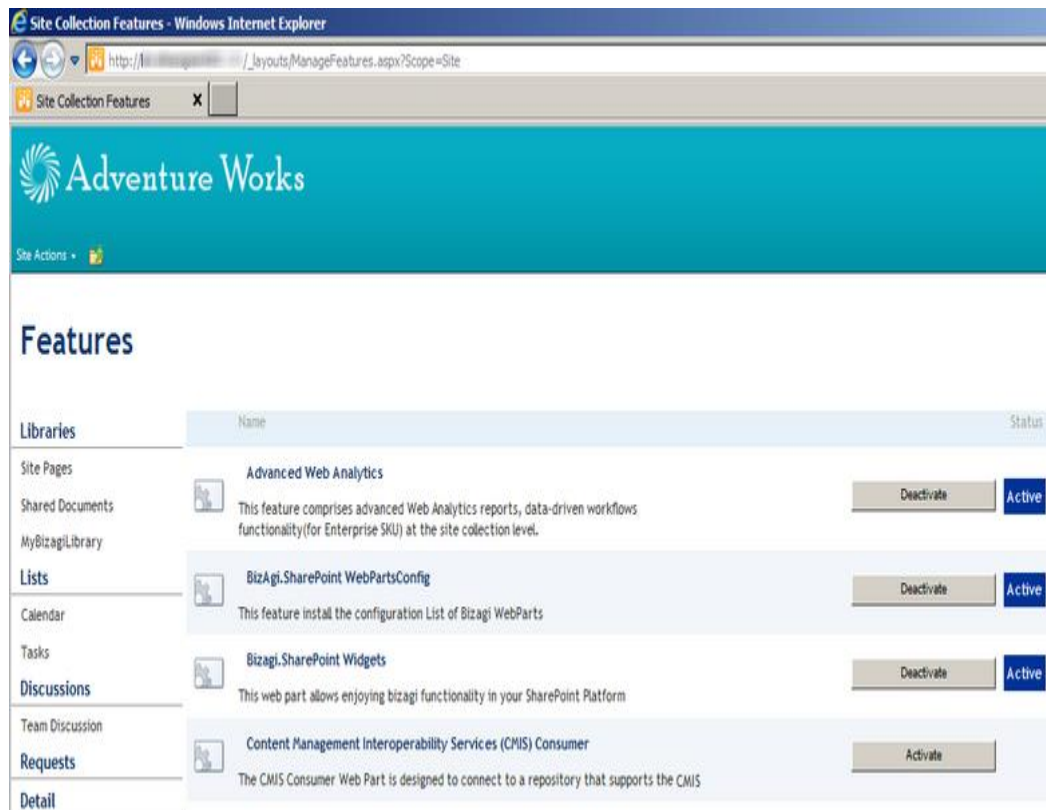 Site Collection Features - Windows Internet Explorer
http:// /_layouts/ManageFeatures.aspx?Scope=Site
Site Collection Features X
Adventure Works
Site Actions
Features
Name Status
Libraries
Site Pages
Shared Documents
MyBizagiLibrary
Lists
Calendar
Tasks
Discussions
Team Discussion
Requests
Detail
Advanced Web Analytics
This feature comprises advanced Web Analytics reports, data-driven workflows
functionality(for Enterprise SKU) at the site collection level.
Deactivate Active
BizAgi.SharePoint WebPartsConfig
This feature install the configuration List of Bizagi WebParts
Deactivate Active
Bizagi.SharePoint Widgets
This web part allows enjoying bizagi functionality in your SharePoint Platform
Deactivate Active
Content Management Interoperability Services (CMIS) Consumer
The CMIS Consumer Web Part is designed to connect to a repository that supports the CMIS
Activate